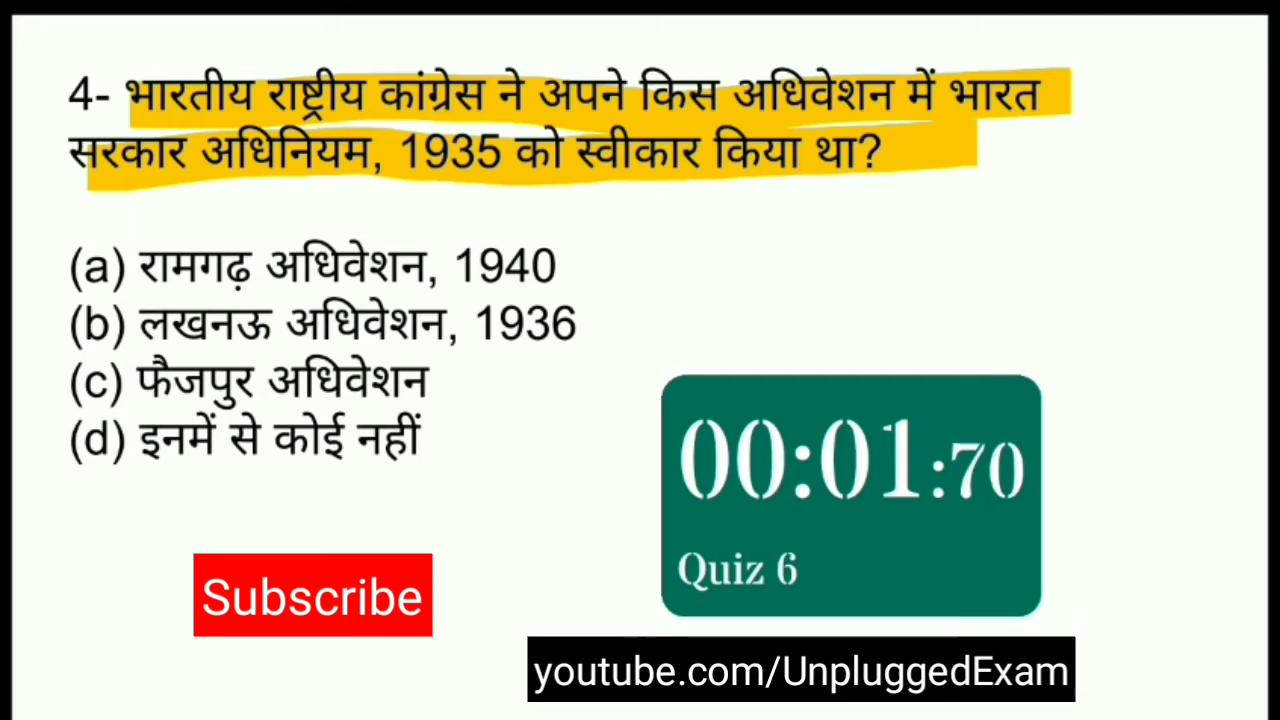 4- भारतीय राष्ट्रीय कांग्रेस ने अपने किस अधिवेशन में भारत
सरकार अधिनियम, 1935 को स्वीकार किया था?
(a) रामगढ़ अधिवेशन, 1940
(b) लखनऊ अधिवेशन, 1936
(c) फैजपुर अधिवेशन
(d) इनमें से कोई नहीं
00:01:70
Quiz 6
Subscribe
youtube.com/UnpluggedExam